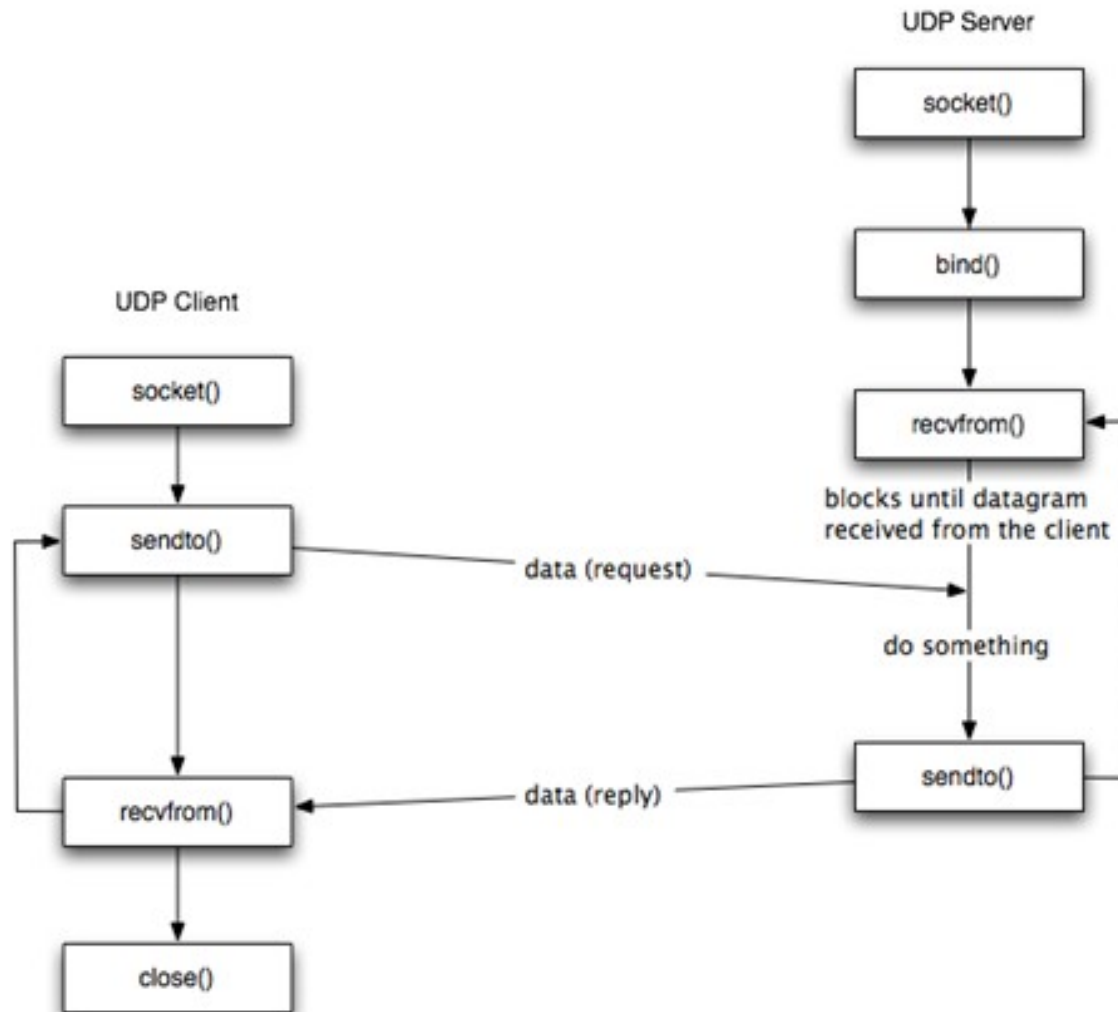 UDP Server
socket()
bind()
UDP Client
socket()
recvfrom()
blocks until datagram
received from the client
sendto()
data (request)
do something
sendto()
data (reply)
recvfrom()
close()